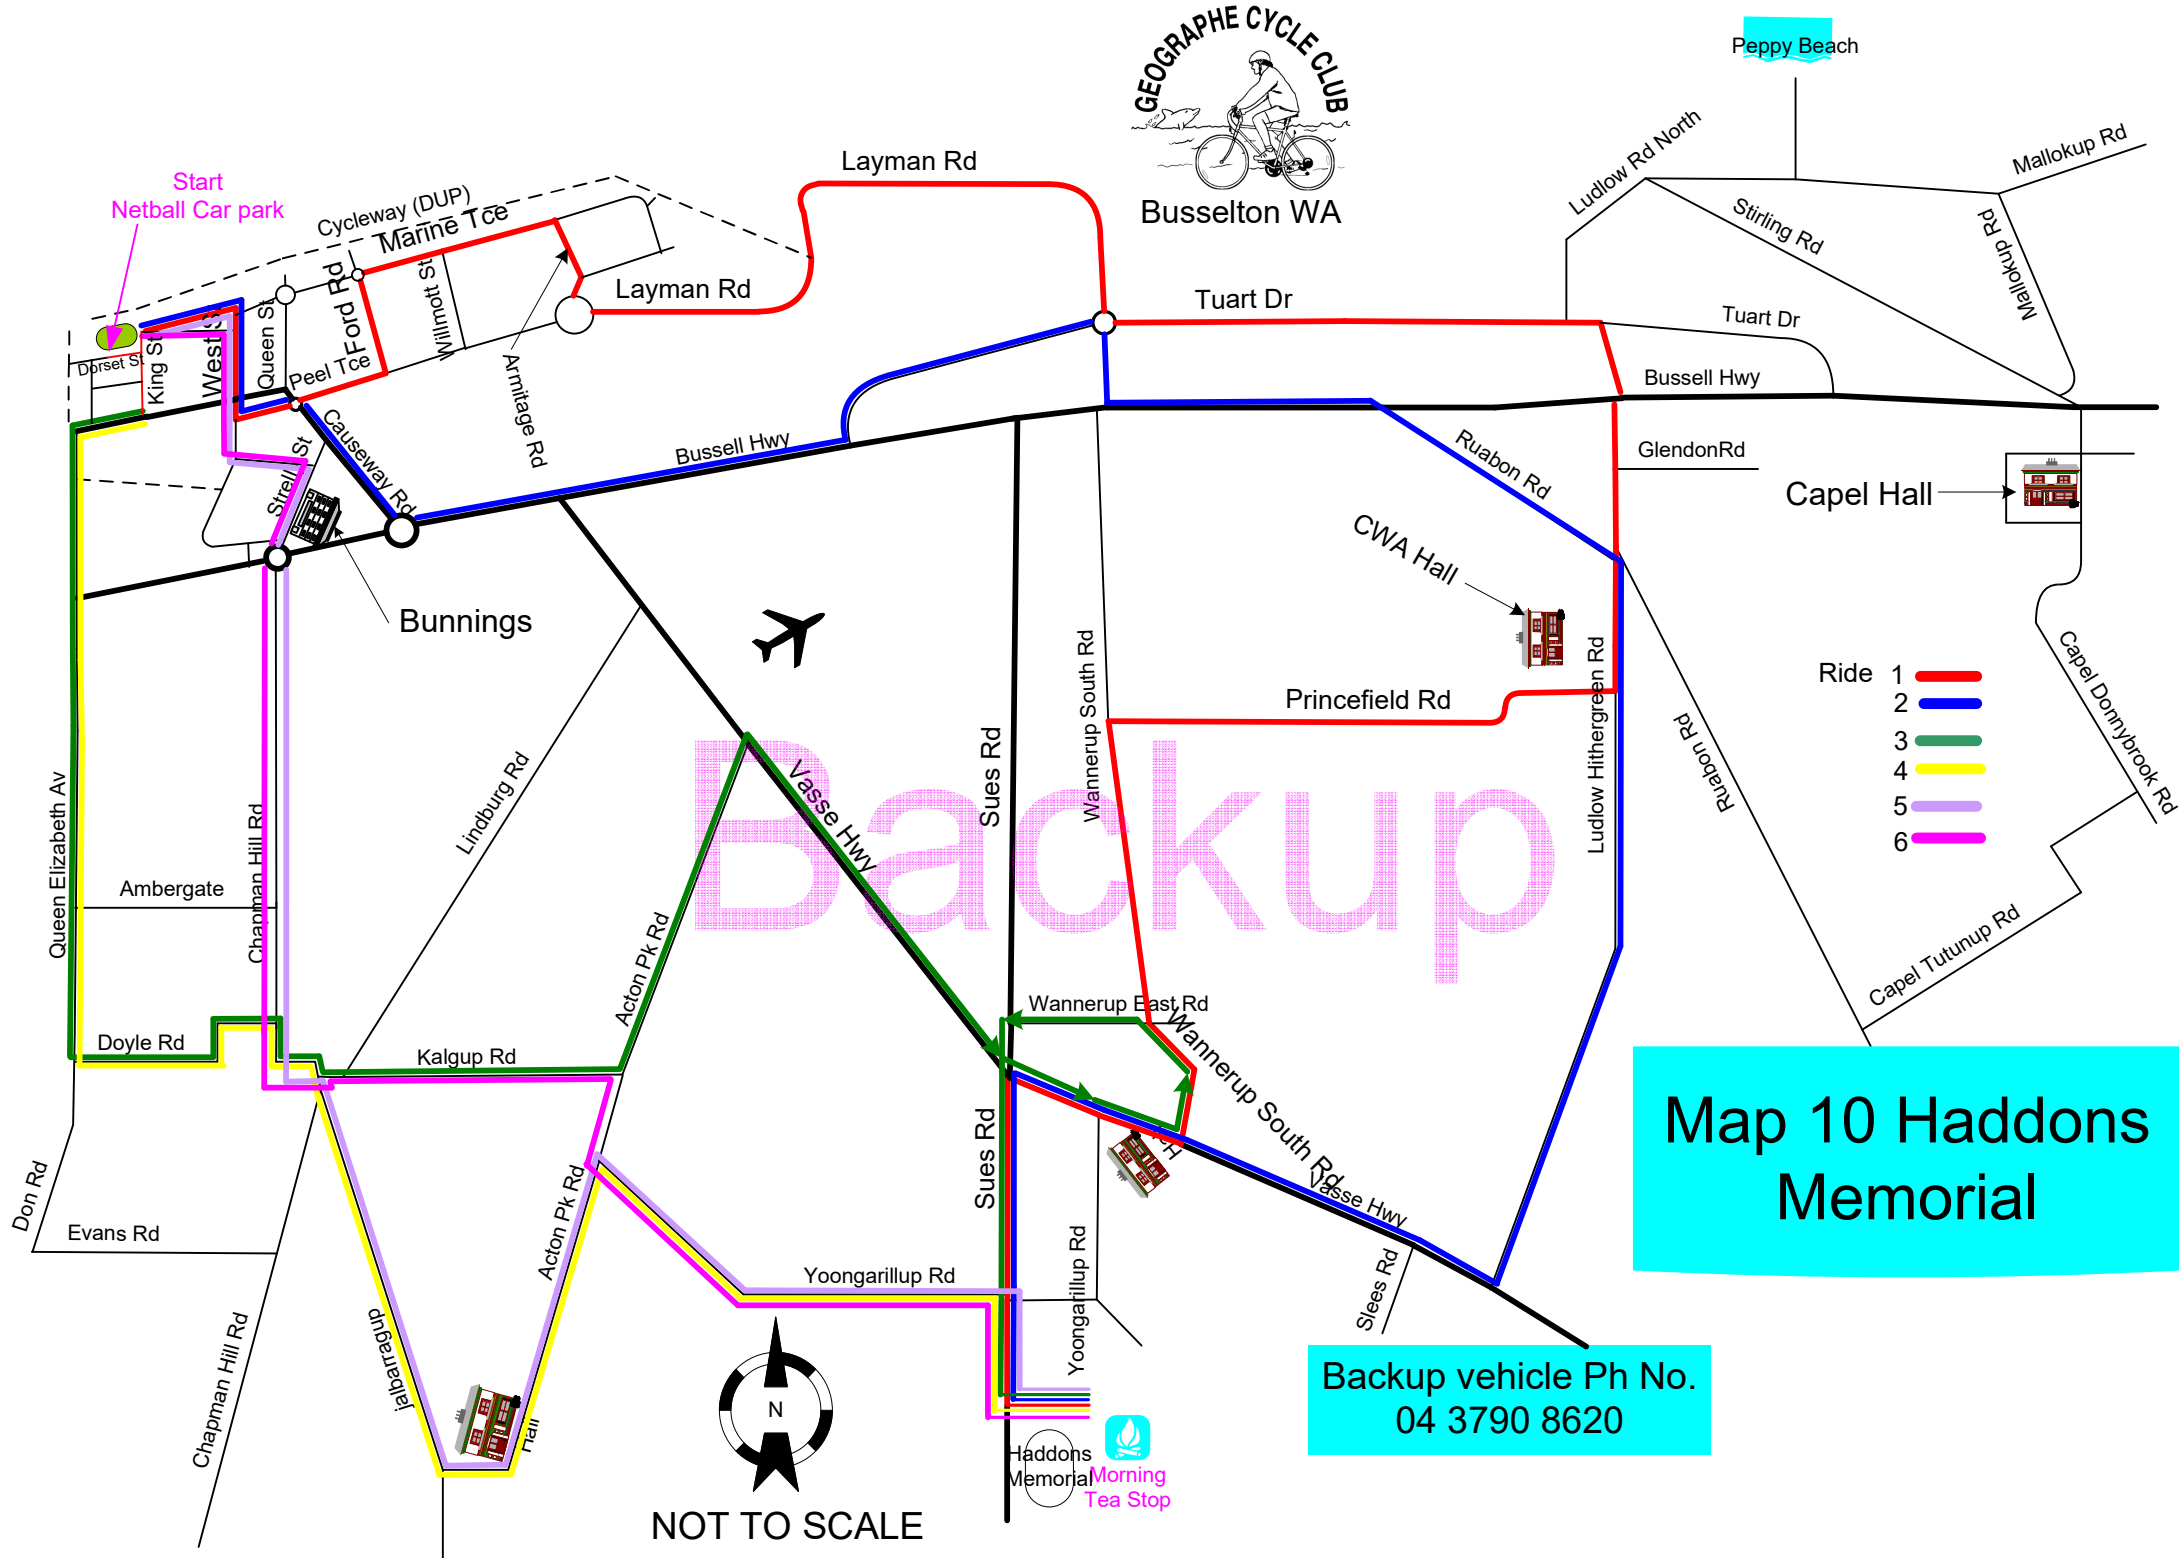 GEOGRAPHE CYCLE CLUB
Busselton WA
Peppy Beach
Ludlow Rd North
Mallokup Rd
Stirling Rd
Mallokup Rd
Start
Netball Car park
Cycleway (DUP)
Marine Tce
Layman Rd
Layman Rd
Tuart Dr
Tuart Dr
Bussell Hwy
Dorset St
King St
Queen St
Ford Rd
Willmott St
Peel Tce
Armitage Rd
Causeway Rd
Bussell Hwy
Ruabon Rd
GlendonRd
Capel Hall
CWA Hall
Bunnings
Capel Donnybrook Rd
Ride 1
2
3
4
5
6
Queen Elizabeth Av
Chapman Hill Rd
Lindburg Rd
Vasse Hwy
Sues Rd
Wannerup South Rd
Princefield Rd
Ludlow Hithergreen Rd
Ruabon Rd
Backup
Ambergate
Acton Pk Rd
Capel Tutunup Rd
Wannerup East Rd
Doyle Rd
Kalgup Rd
Sues Rd
Wannerup South Rd
Vasse Hwy
Map 10 Haddons
Memorial
Don Rd
Evans Rd
Chapman Hill Rd
jalbarragup
Acton Pk Rd
Hall
Yoongarillup Rd
Yoongarillup Rd
Slees Rd
Backup vehicle Ph No.
04 3790 8620
N
NOT TO SCALE
Haddons
Memorial
Morning
Tea Stop